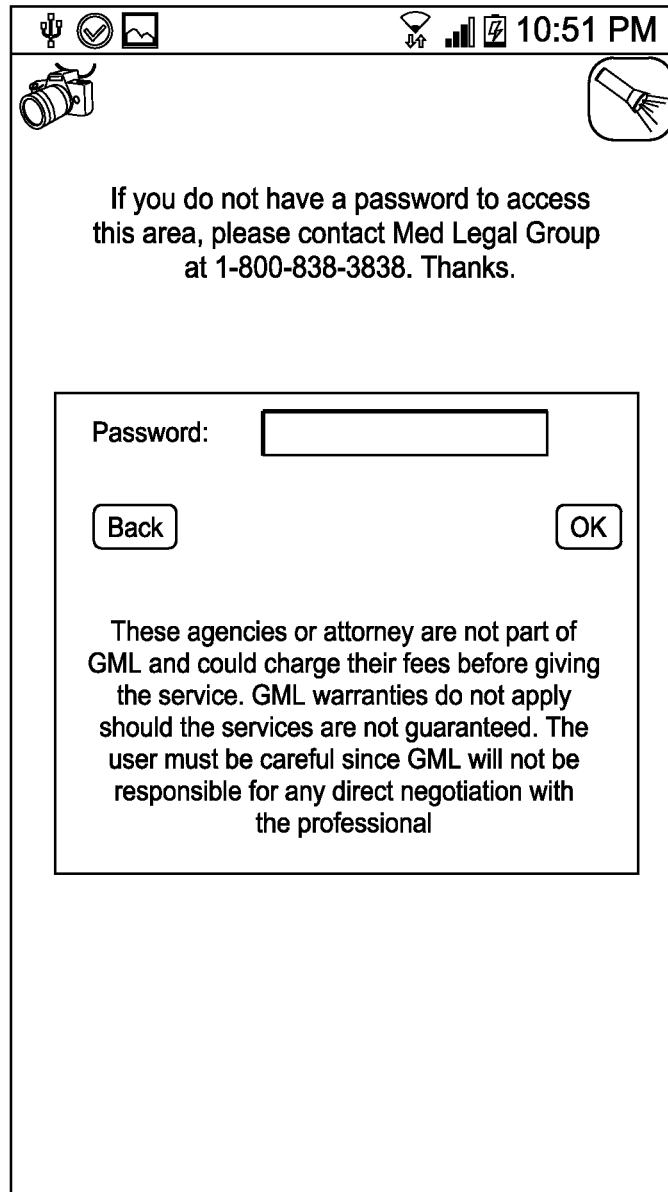 10:51 PM
If you do not have a password to access
this area, please contact Med Legal Group
at 1-800-838-3838. Thanks.
Password:
Back
OK
These agencies or attorney are not part of
GML and could charge their fees before giving
the service. GML warranties do not apply
should the services are not guaranteed. The
user must be careful since GML will not be
responsible for any direct negotiation with
the professional